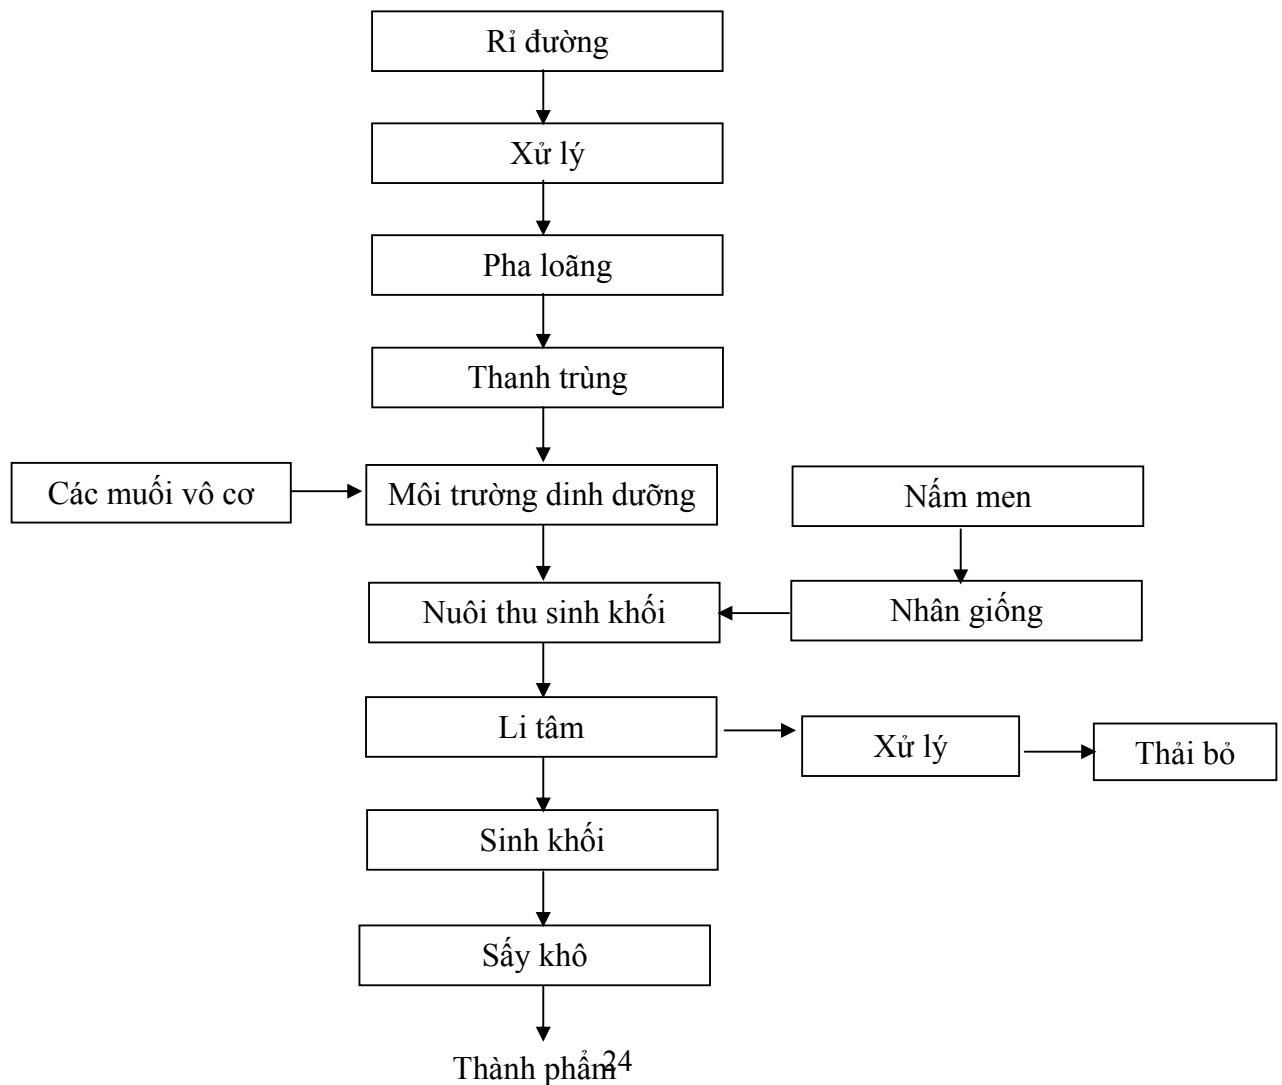 Rỉ đường
Xử lý
Pha loãng
Thanh trùng
Các muối vô cơ
Môi trường dinh dưỡng
Nấm men
Nuôi thu sinh khối
Nhân giống
Li tâm
Xử lý
Thải bỏ
Sinh khối
Sấy khô
Thành phẩm
24